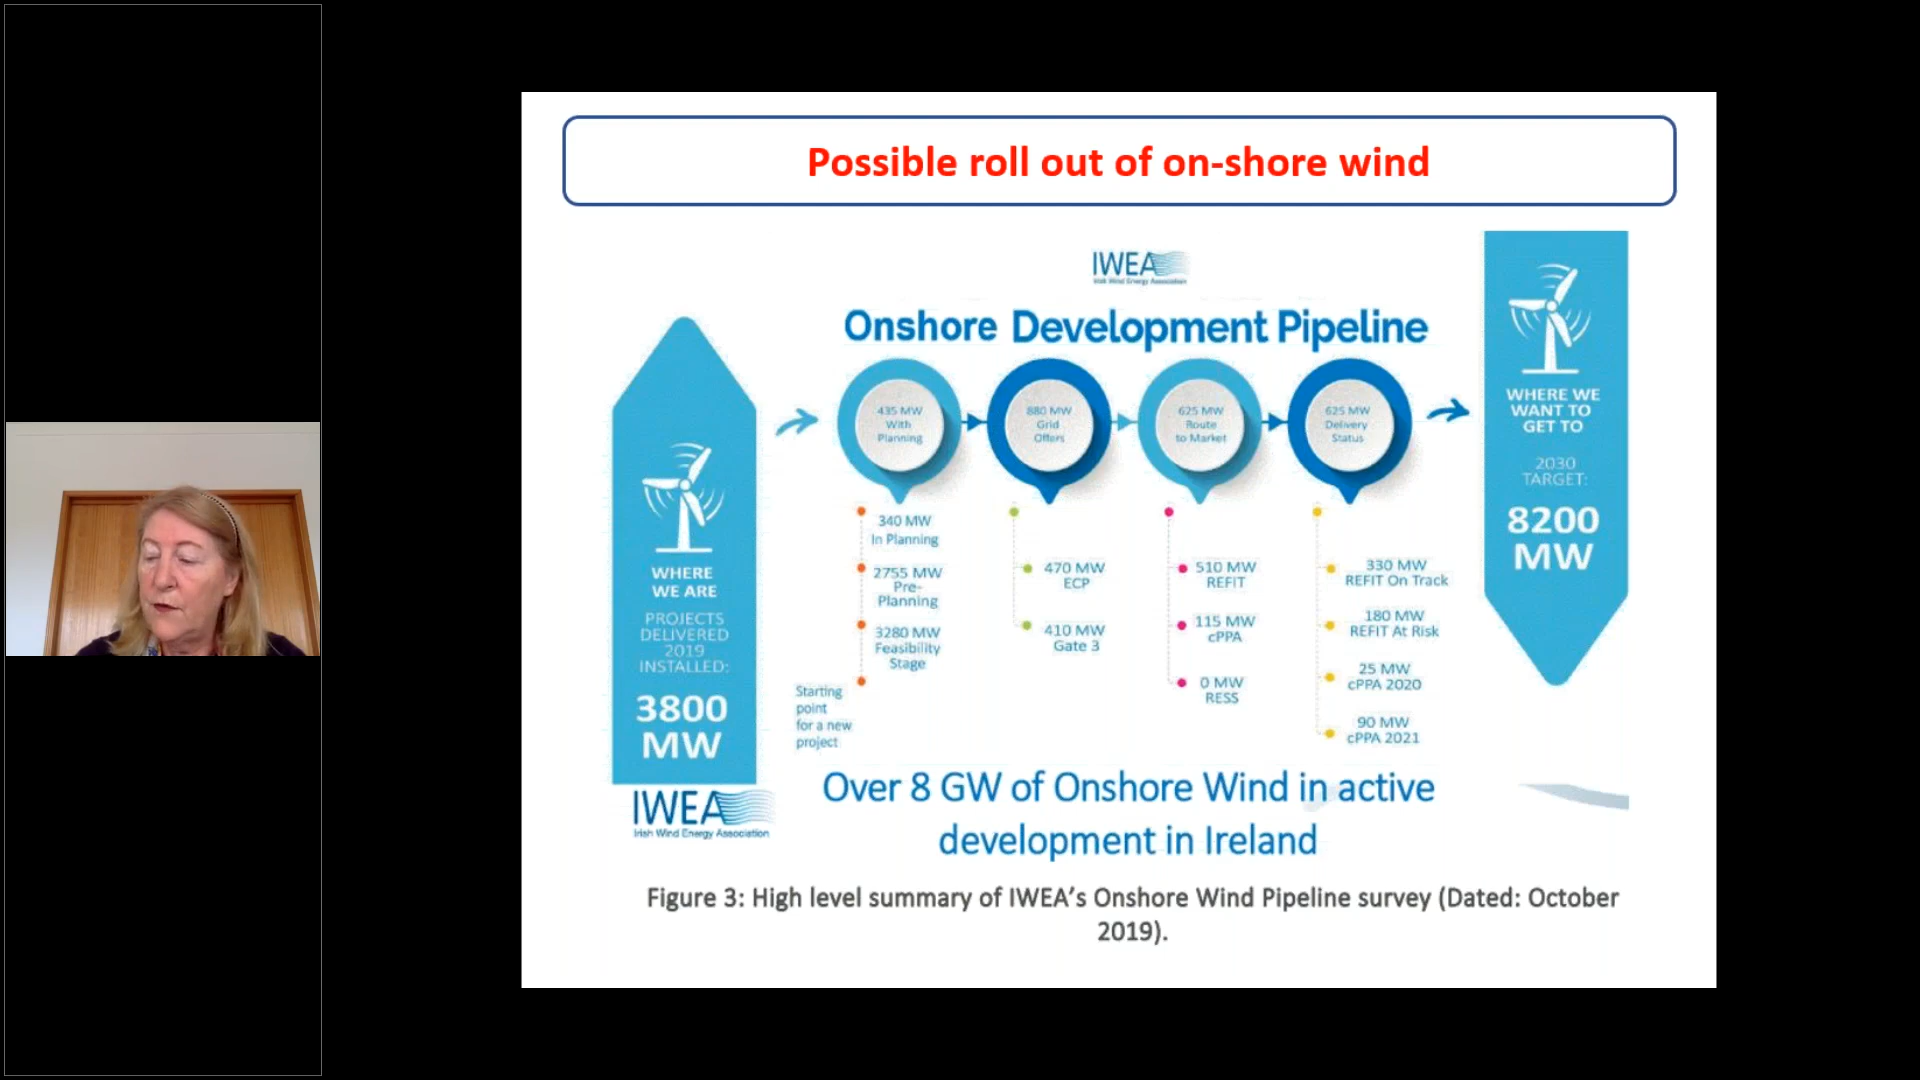 Possible roll out of on-shore wind
IWEA
Irish Wind Energy Association
Onshore Development Pipeline
WHERE
WE ARE
PROJECTS
DELIVERED
2019
INSTALLED:
3800
MW
IWEA
Irish Wind Energy Association
435 MW
With
Planning
340 MW
In Planning
2755 MW
Pre-
Planning
3280 MW
Feasibility
Stage
Starting
point
for a new
project
880 MW
Grid
Offers
470 MW
ECP
410 MW
Gate 3
625 MW
Route
to Market
510 MW
REFIT
115 MW
cPPA
0 MW
RESS
625 MW
Delivery
Status
330 MW
REFIT On Track
180 MW
REFIT At Risk
25 MW
cPPA 2020
90 MW
cPPA 2021
WHERE WE
WANT TO
GET TO
2030
TARGET:
8200
MW
Over 8 GW of Onshore Wind in active
development in Ireland
Figure 3: High level summary of IWEA’s Onshore Wind Pipeline survey (Dated: October
2019).